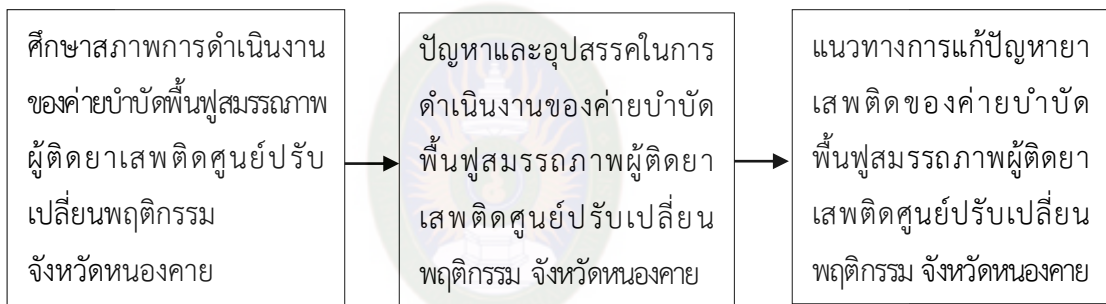 ศึกษาสภาพการดำเนินงาน
ของค่ายบำบัดพื้นฟูสมรรถภาพ
ผู้ติดยาเสพติดศูนย์ปรับ
เปลี่ยนพฤติกรรม
จังหวัดหนองคาย
ปัญหาและอุปสรรคในการ
ดำเนินงานของค่ายบำบัด
พื้นฟูสมรรถภาพผู้ติดยา
เสพติดศูนย์ปรับเปลี่ยน
พฤติกรรม จังหวัดหนองคาย
แนวทางการแก้ปัญหายา
เสพติดของค่ายบำบัด
พื้นฟูสมรรถภาพผู้ติดยา
เสพติดศูนย์ปรับเปลี่ยน
พฤติกรรม จังหวัดหนองคาย